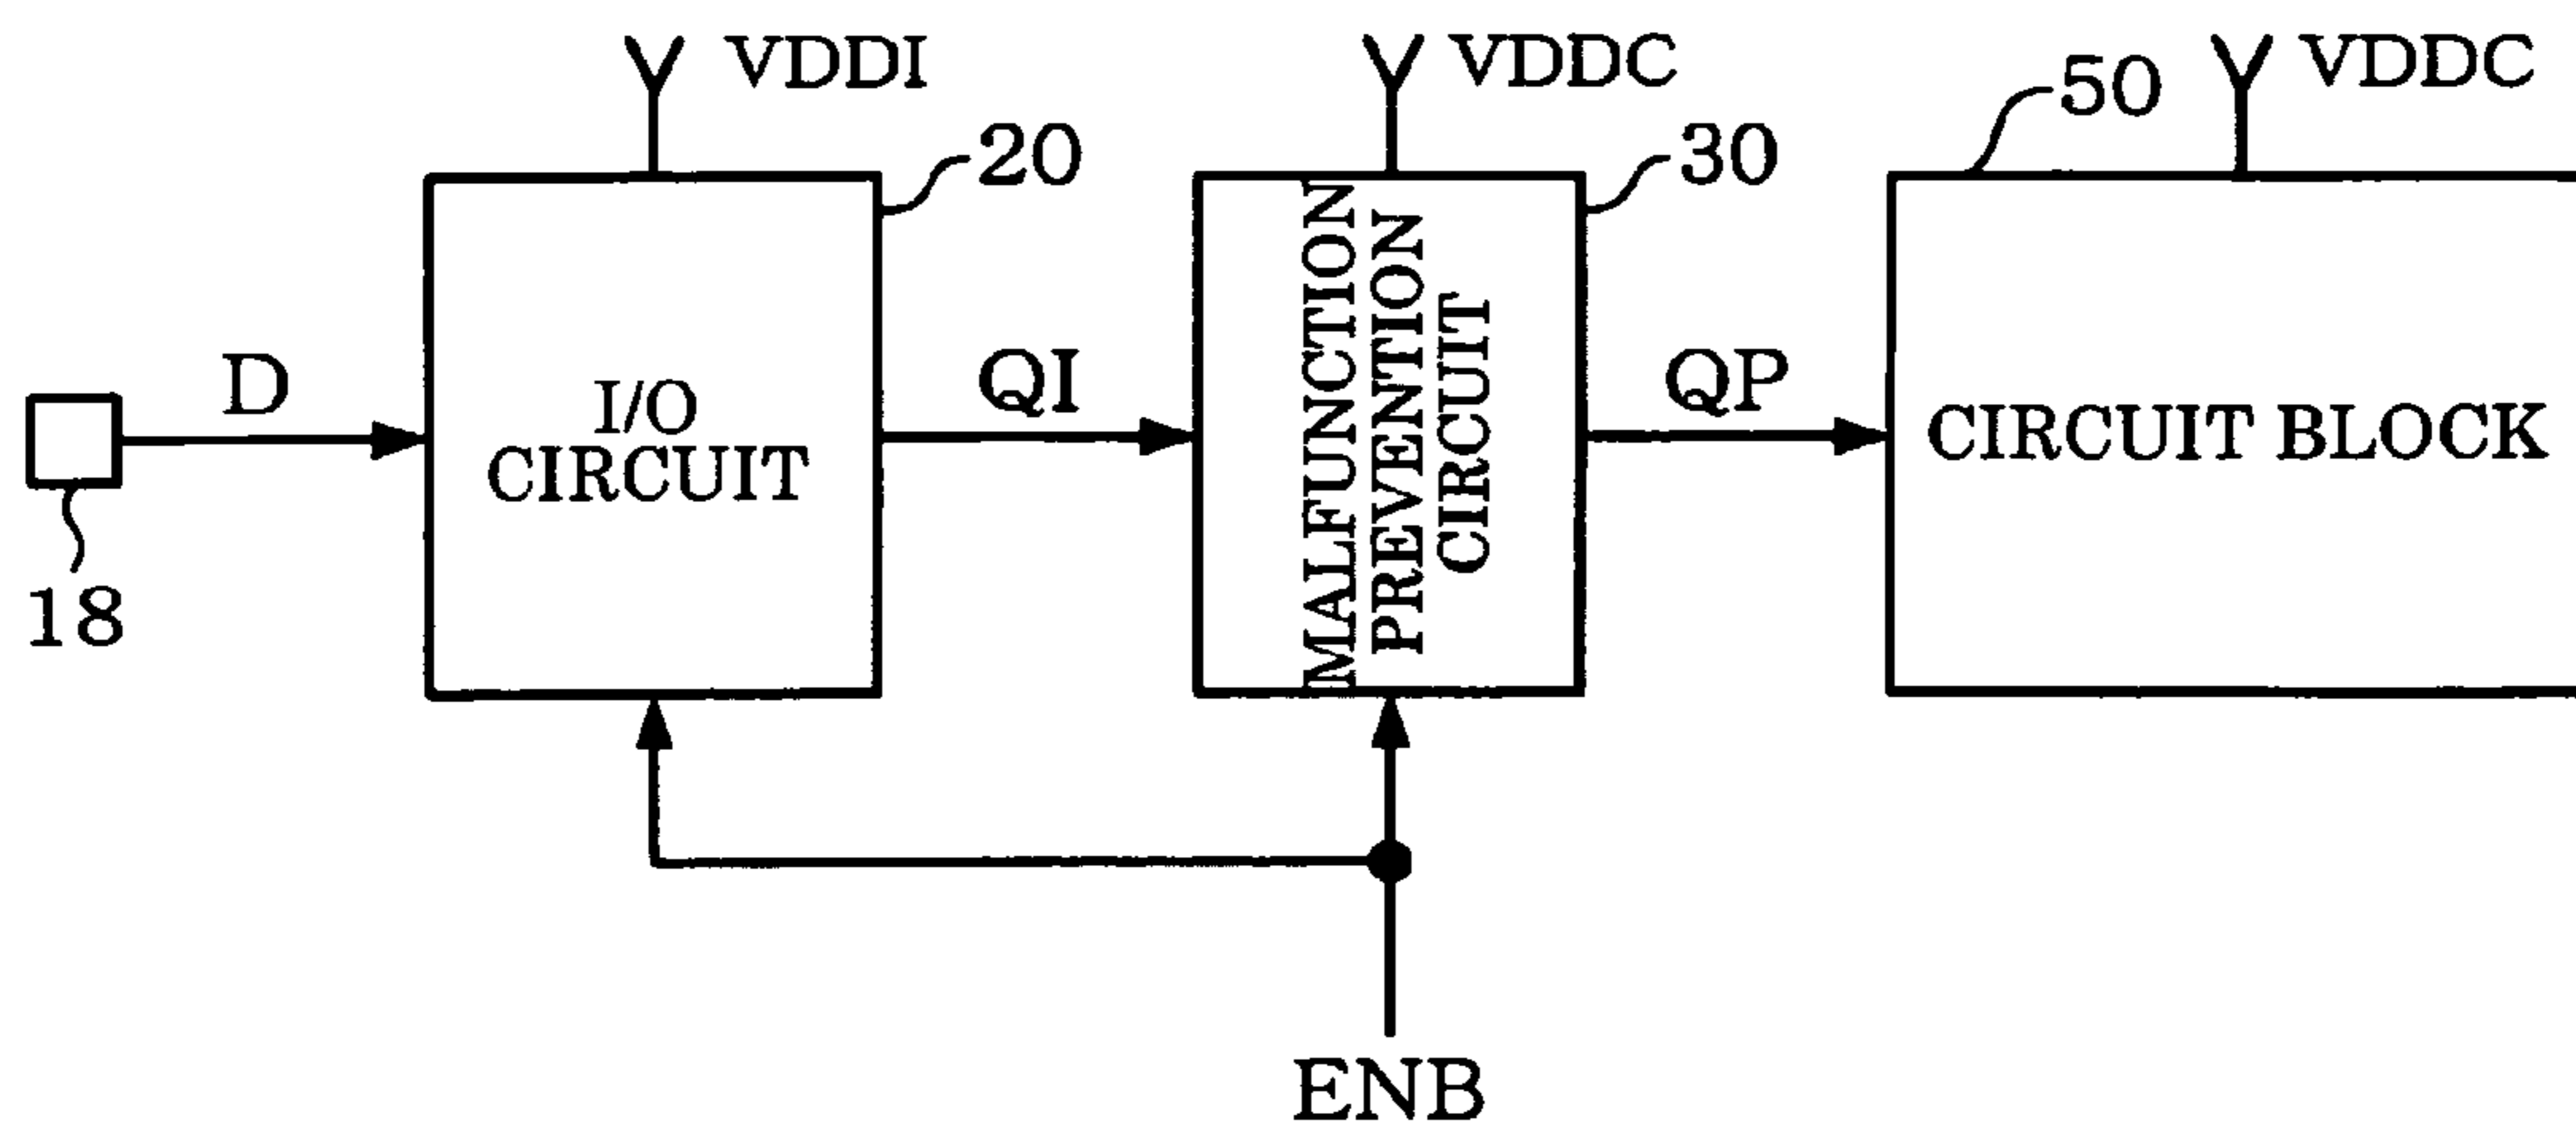 VDDI
VDDC
VDDC
20
30
50
D
I/O
CIRCUIT
QI
MALFUNCTION
PREVENTION
CIRCUIT
QP
CIRCUIT BLOCK
18
ENB